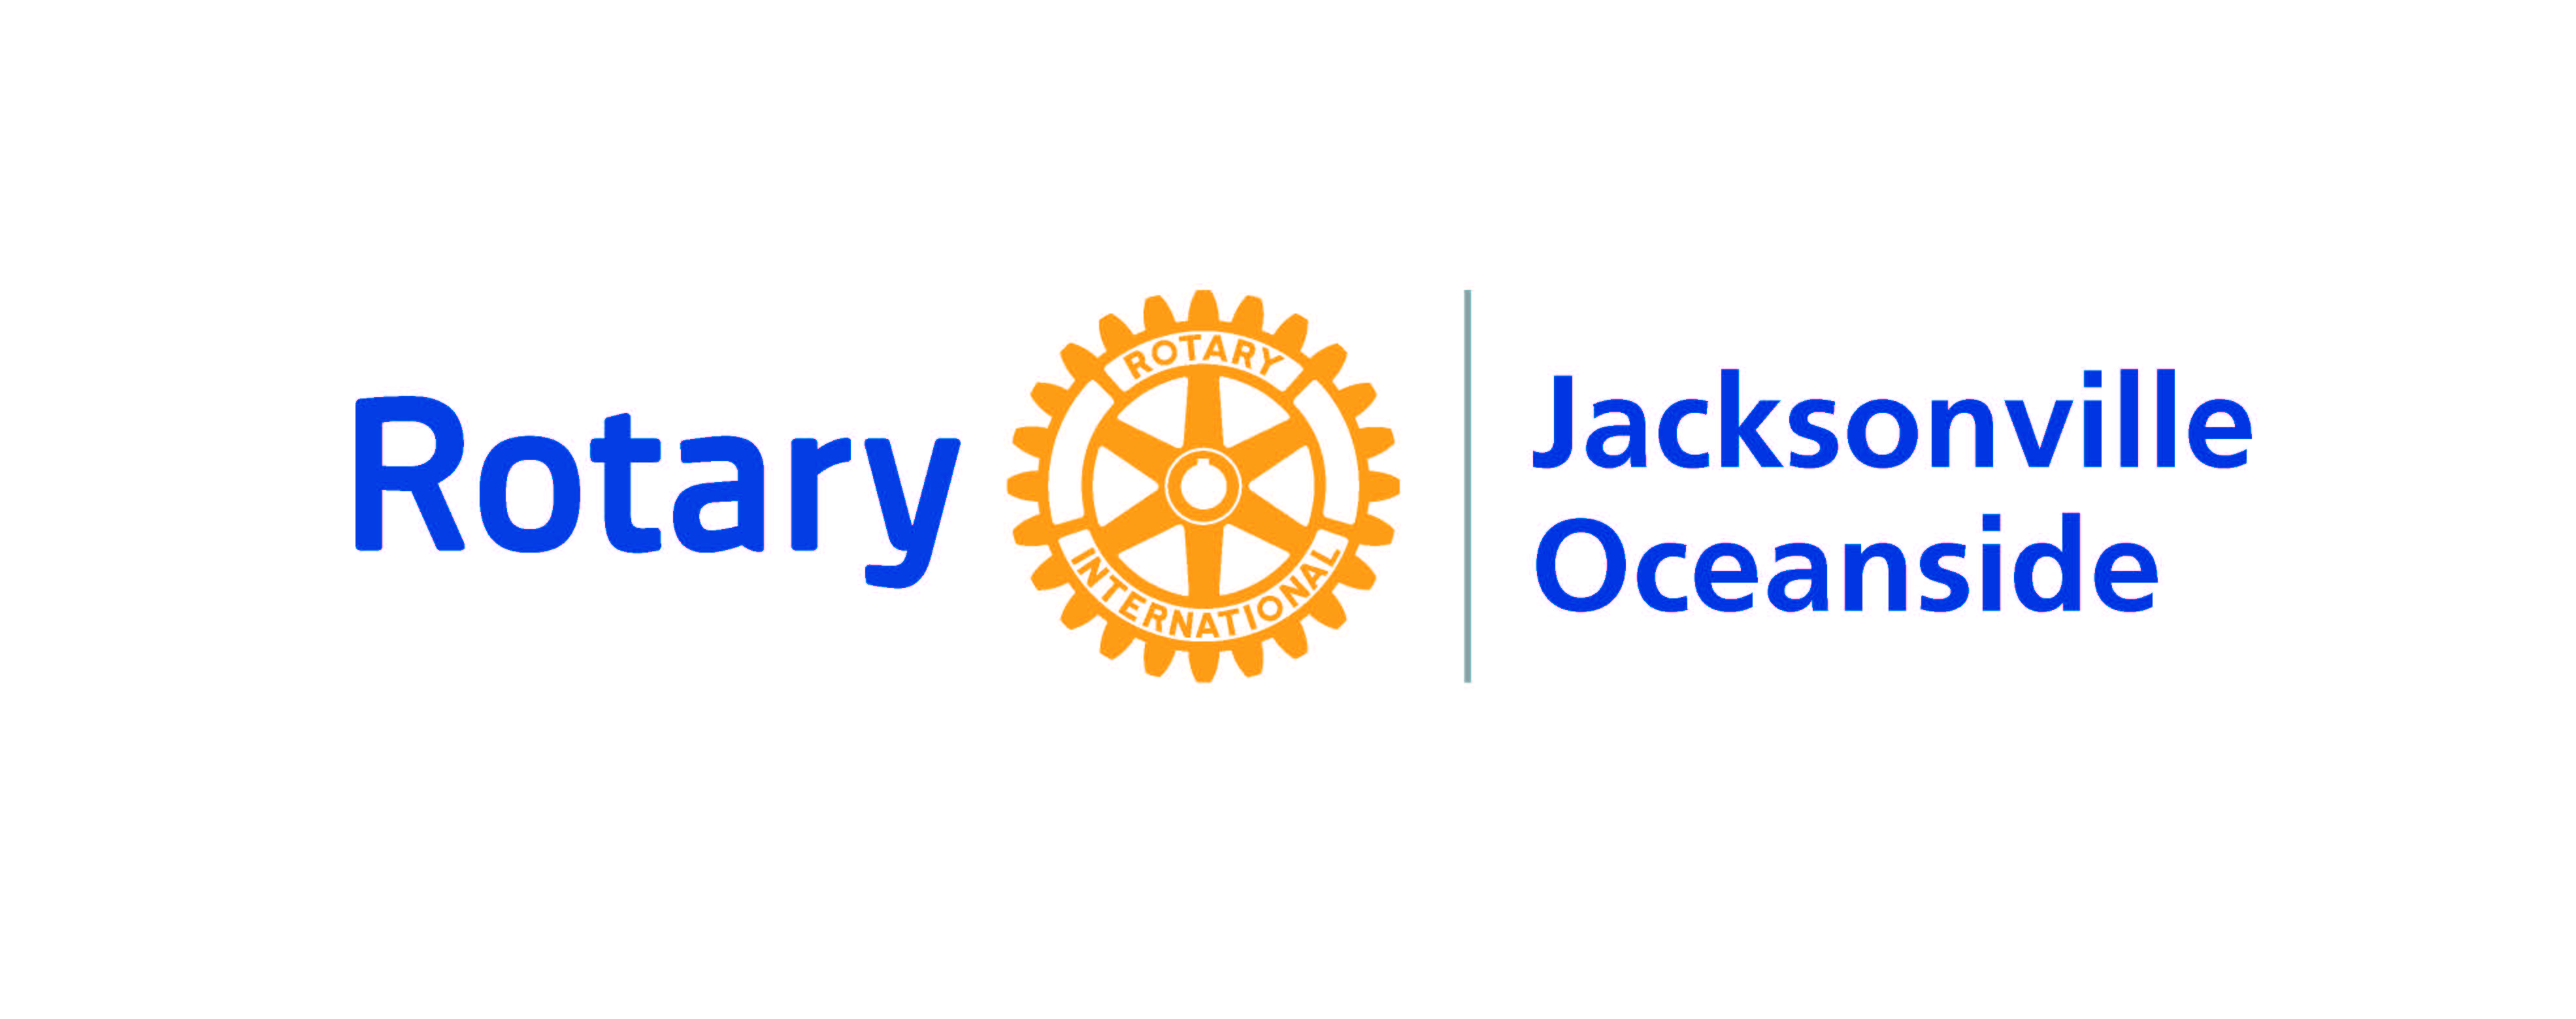 Rotary
ROTARY
INTERNATIONAL
Jacksonville
Oceanside